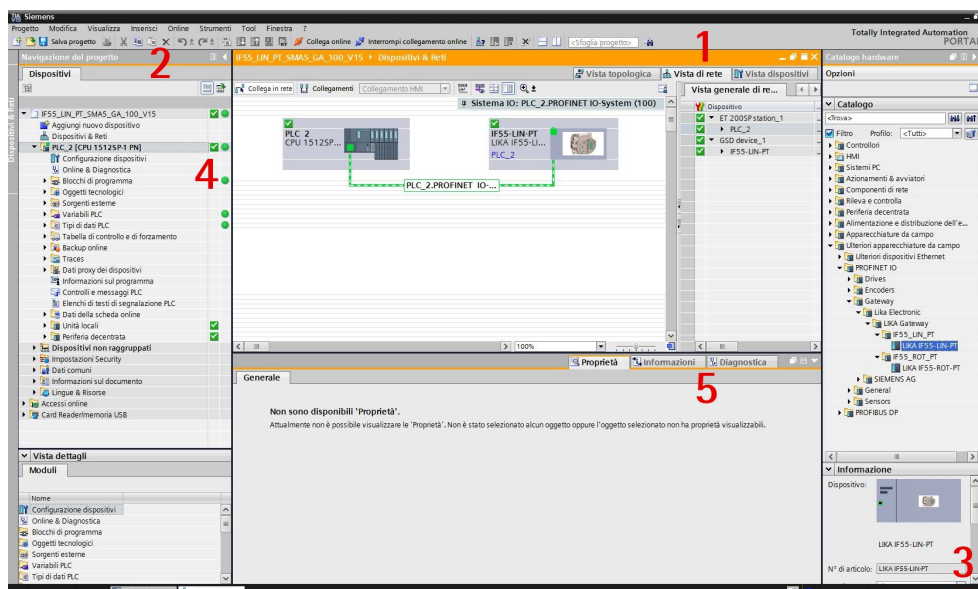 Siemens
Progetto Modifica Visualizza Inserisci Online Strumenti Tool Finestra ?
Totally Integrated Automation
PORTAL
Salva progetto
Collega online
Interrompi collegamento online
<Sfoglia progetto>
Navigazione del progetto
2
Dispositivi
IF55_LIN_PT_SMA5_GA_100_V15
Aggiungi nuovo dispositivo
Dispositivi & Reti
PLC_2 [CPU 1512SP-1 PN]
Configurazione dispositivi
Online & Diagnostica
Blocchi di programma
4
Oggetti tecnologici
Sorgenti esterne
Variabili PLC
Tipi di dati PLC
Tabella di controllo e di forzamento
Backup online
Traces
Dati proxy dei dispositivi
Informazioni sul programma
Controlli e messaggi PLC
Elenchi di testi di segnalazione PLC
Dati della scheda online
Unità locali
Periferia decentrata
Dispositivi non raggruppati
Impostazioni Security
Dati comuni
Informazioni sul documento
Lingue & Risorse
Accessi online
Card Reader/memoria USB
Vista dettagli
Moduli
Nome
Configurazione dispositivi
Online & Diagnostica
Blocchi di programma
Oggetti tecnologici
Sorgenti esterne
Variabili PLC
Tipi di dati PLC
Dispositivi & Reti
IF55_LIN_PT_SMA5_GA_100_V15 ▸ Dispositivi & Reti
1
Vista topologica
Vista di rete
Vista dispositivi
Collega in rete
Collegamenti
Collegamento HMI
Sistema IO: PLC_2.PROFINET IO-System (100)
PLC_2
CPU 1512SP...
IF55-LIN-PT
LIKA IF55-LI...
PLC_2
PLC_2.PROFINET IO-...
100%
Vista generale di re...
Dispositivo
ET 200SP station_1
PLC_2
GSD device_1
IF55-LIN-PT
Proprietà
Informazioni
Diagnostica
5
Generale
Non sono disponibili 'Proprietà'.
Attualmente non è possibile visualizzare le 'Proprietà'. Non è stato selezionato alcun oggetto oppure l'oggetto selezionato non ha proprietà visualizzabili.
Catalogo hardware
Opzioni
Catalogo
<Trova>
Filtro Profilo: <Tutti>
Controllori
HMI
Sistemi PC
Azionamenti & avviatori
Componenti di rete
Rileva e controlla
Periferia decentrata
Alimentazione e distribuzione dell'e...
Apparecchiature da campo
Ulteriori apparecchiature da campo
Ulteriori dispositivi Ethernet
PROFINET IO
Drives
Encoders
Gateway
Lika Electronic
LIKA Gateway
IF55_LIN_PT
LIKA IF55-LIN-PT
IF55_ROT_PT
LIKA IF55-ROT-PT
SIEMENS AG
General
Sensors
PROFIBUS DP
Informazione
Dispositivo:
LIKA IF55-LIN-PT
3
N° di articolo: LIKA IF55-LIN-PT